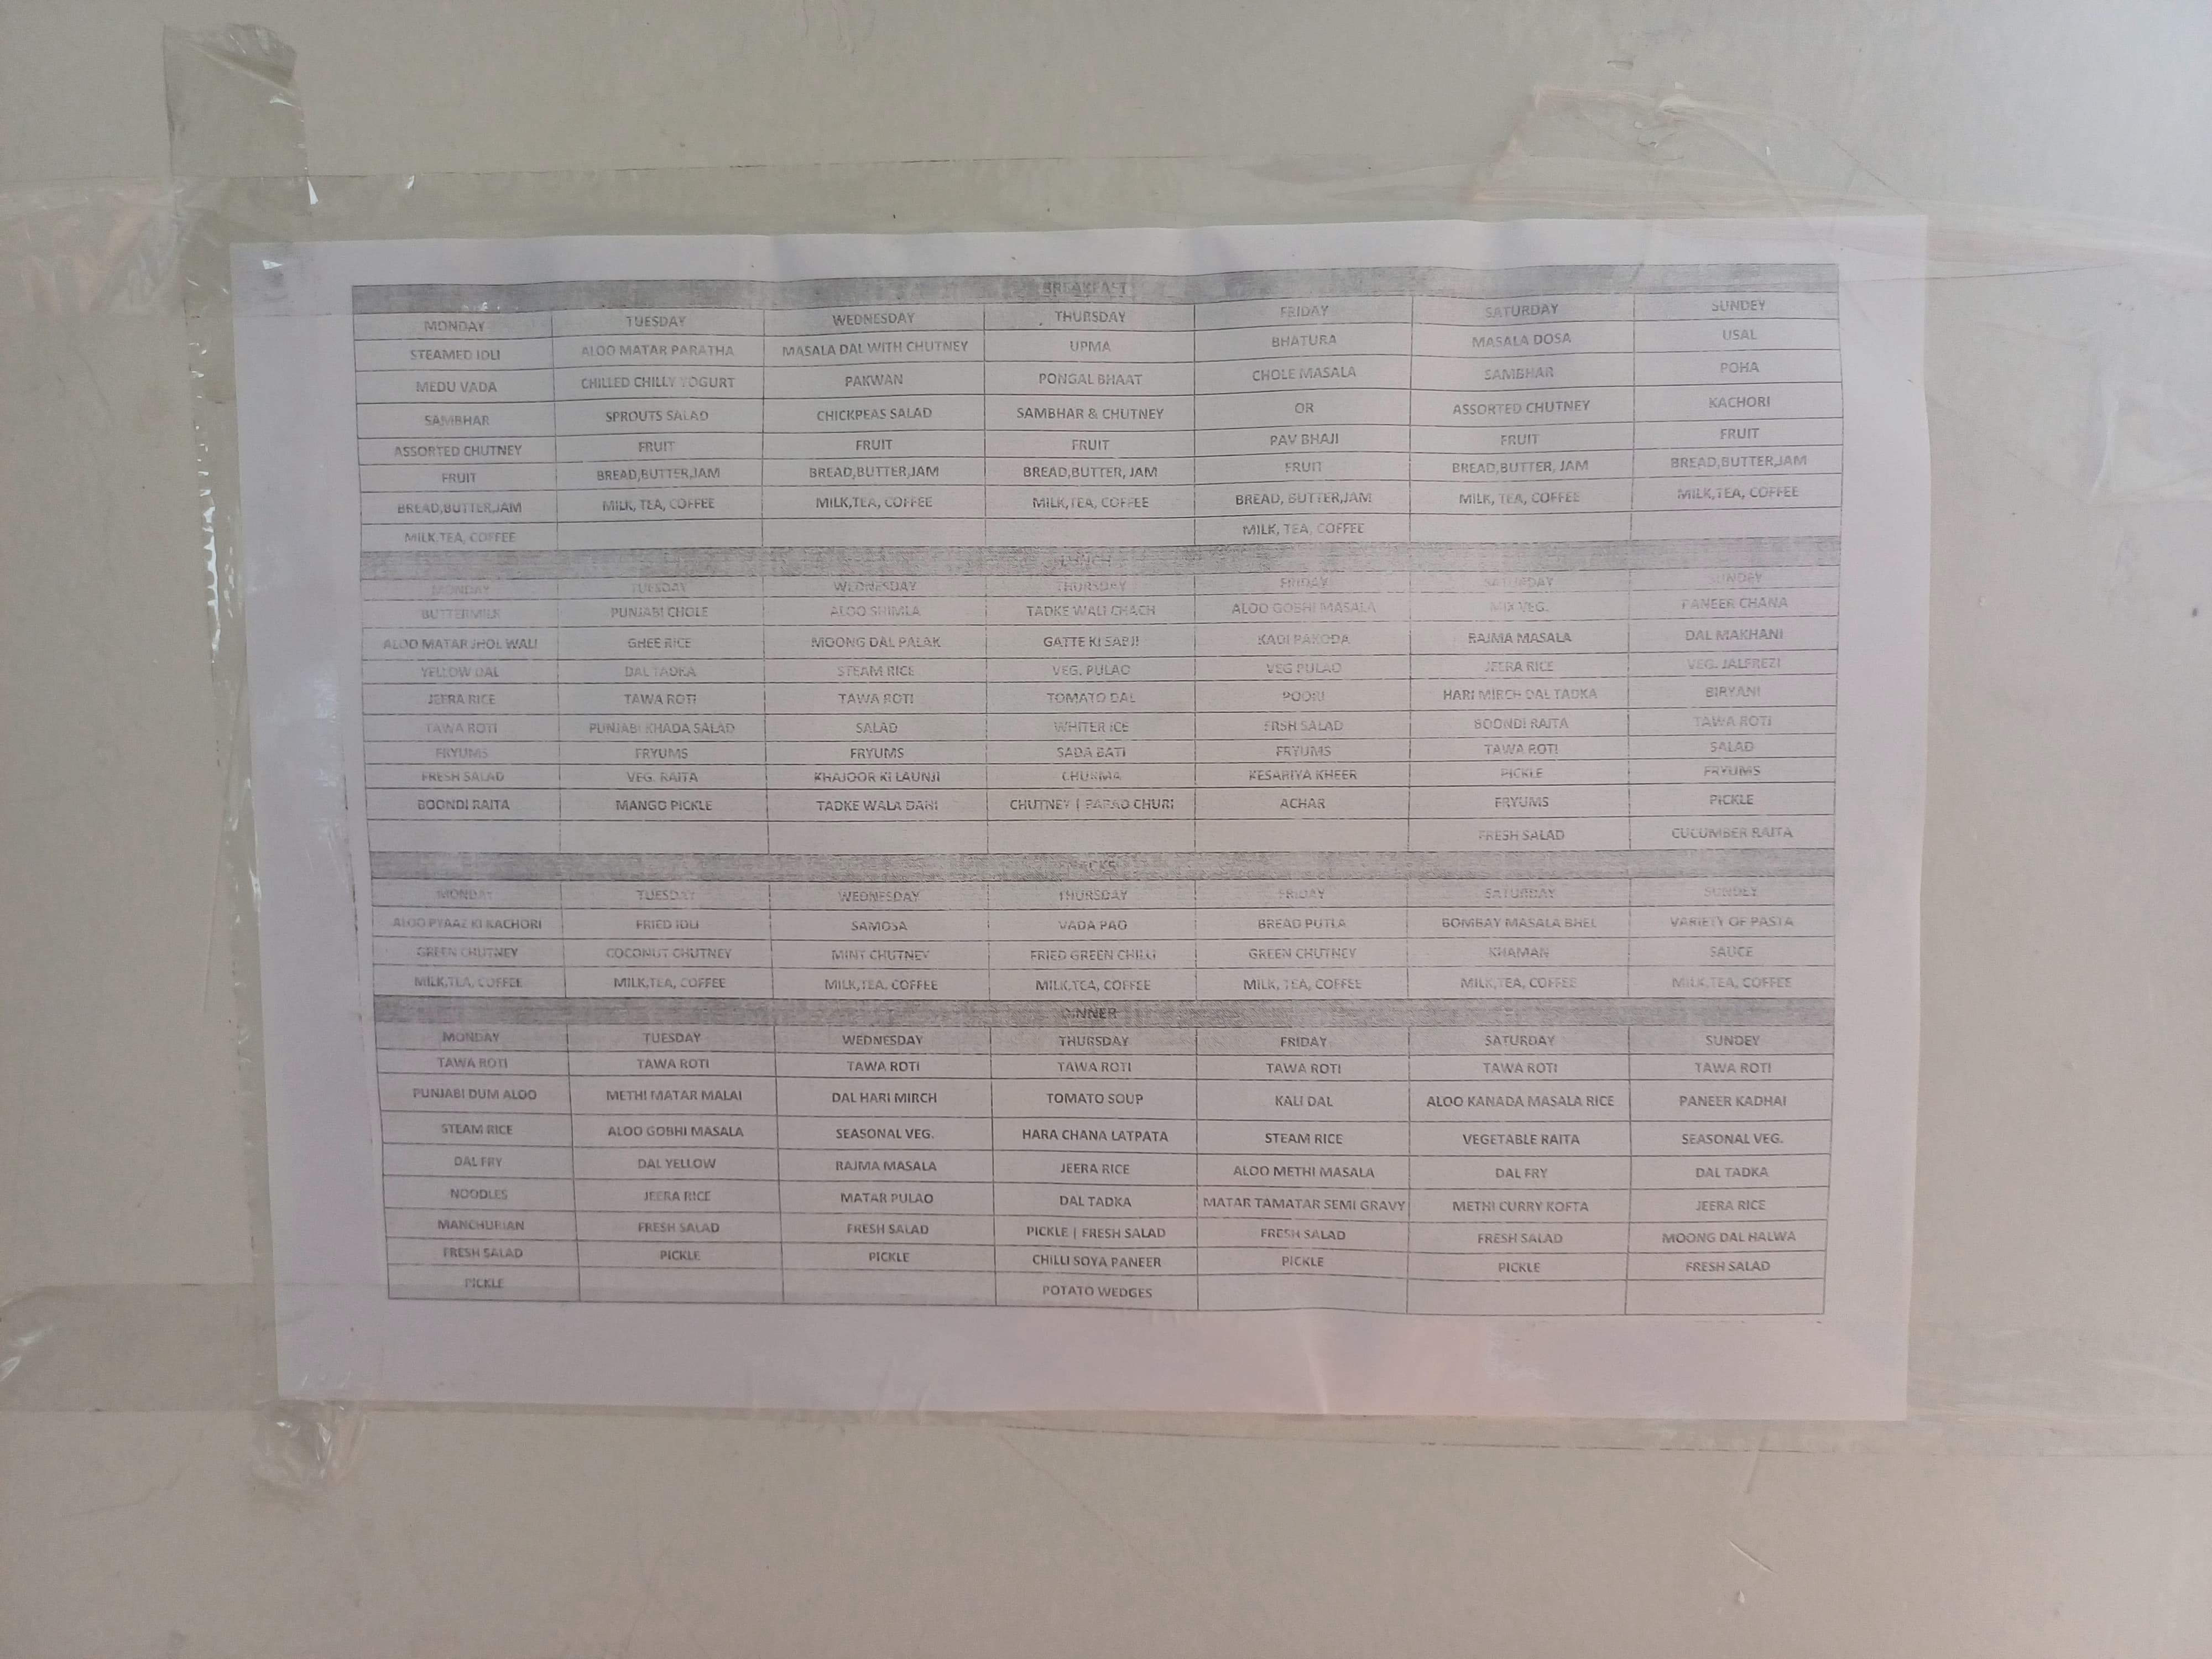 BREAKFAST
MONDAY TUESDAY WEDNESDAY THURSDAY FRIDAY SATURDAY SUNDEY
STEAMED IDLI ALOO MATAR PARATHA MASALA DAL WITH CHUTNEY UPMA BHATURA MASALA DOSA USAL
MEDU VADA CHILLED CHILLY YOGURT PAKWAN PONGAL BHAAT CHOLE MASALA SAMBHAR POHA
SAMBHAR SPROUTS SALAD CHICKPEAS SALAD SAMBHAR & CHUTNEY OR ASSORTED CHUTNEY KACHORI
ASSORTED CHUTNEY FRUIT FRUIT FRUIT PAV BHAJI FRUIT FRUIT
FRUIT BREAD,BUTTER,JAM BREAD,BUTTER,JAM BREAD,BUTTER, JAM FRUIT BREAD,BUTTER, JAM BREAD,BUTTER,JAM
BREAD,BUTTER,JAM MILK, TEA, COFFEE MILK,TEA, COFFEE MILK,TEA, COFFEE BREAD, BUTTER,JAM MILK, TEA, COFFEE MILK,TEA, COFFEE
MILK,TEA, COFFEE MILK, TEA, COFFEE
LUNCH
MONDAY TUESDAY WEDNESDAY THURSDAY FRIDAY SATURDAY SUNDEY
BUTTERMILK PUNJABI CHOLE ALOO SHIMLA TADKE WALI CHACH ALOO GOBHI MASALA MIX VEG. PANEER CHANA
ALOO MATAR JHOL WALI GHEE RICE MOONG DAL PALAK GATTE KI SABJI KADI PAKODA RAJMA MASALA DAL MAKHANI
YELLOW DAL DAL TADKA STEAM RICE VEG. PULAO VEG PULAO JEERA RICE VEG. JALFREZI
JEERA RICE TAWA ROTI TAWA ROTI TOMATO DAL POORI HARI MIRCH DAL TADKA BIRYANI
TAWA ROTI PUNJABI KHADA SALAD SALAD WHITER ICE FRSH SALAD BOONDI RAITA TAWA ROTI
FRYUMS FRYUMS FRYUMS SADA BATI FRYUMS TAWA ROTI SALAD
FRESH SALAD VEG. RAITA KHAJOOR KI LAUNJI CHURMA KESARIYA KHEER PICKLE FRYUMS
BOONDI RAITA MANGO PICKLE TADKE WALA DAHI CHUTNEY | PAPAD CHURI ACHAR FRYUMS PICKLE
FRESH SALAD CUCUMBER RAITA
SNACKS
MONDAY TUESDAY WEDNESDAY THURSDAY FRIDAY SATURDAY SUNDEY
ALOO PYAAZ KI KACHORI FRIED IDLI SAMOSA VADA PAO BREAD PUTLA BOMBAY MASALA BHEL VARIETY OF PASTA
GREEN CHUTNEY COCONUT CHUTNEY MINT CHUTNEY FRIED GREEN CHILLI GREEN CHUTNEY KHAMAN SAUCE
MILK,TEA, COFFEE MILK,TEA, COFFEE MILK,TEA, COFFEE MILK,TEA, COFFEE MILK, TEA, COFFEE MILK,TEA, COFFEE MILK,TEA, COFFEE
DINNER
MONDAY TUESDAY WEDNESDAY THURSDAY FRIDAY SATURDAY SUNDEY
TAWA ROTI TAWA ROTI TAWA ROTI TAWA ROTI TAWA ROTI TAWA ROTI TAWA ROTI
PUNJABI DUM ALOO METHI MATAR MALAI DAL HARI MIRCH TOMATO SOUP KALI DAL ALOO KANADA MASALA RICE PANEER KADHAI
STEAM RICE ALOO GOBHI MASALA SEASONAL VEG. HARA CHANA LATPATA STEAM RICE VEGETABLE RAITA SEASONAL VEG.
DAL FRY DAL YELLOW RAJMA MASALA JEERA RICE ALOO METHI MASALA DAL FRY DAL TADKA
NOODLES JEERA RICE MATAR PULAO DAL TADKA MATAR TAMATAR SEMI GRAVY METHI CURRY KOFTA JEERA RICE
MANCHURIAN FRESH SALAD FRESH SALAD PICKLE | FRESH SALAD FRESH SALAD FRESH SALAD MOONG DAL HALWA
FRESH SALAD PICKLE PICKLE CHILLI SOYA PANEER PICKLE PICKLE FRESH SALAD
PICKLE POTATO WEDGES